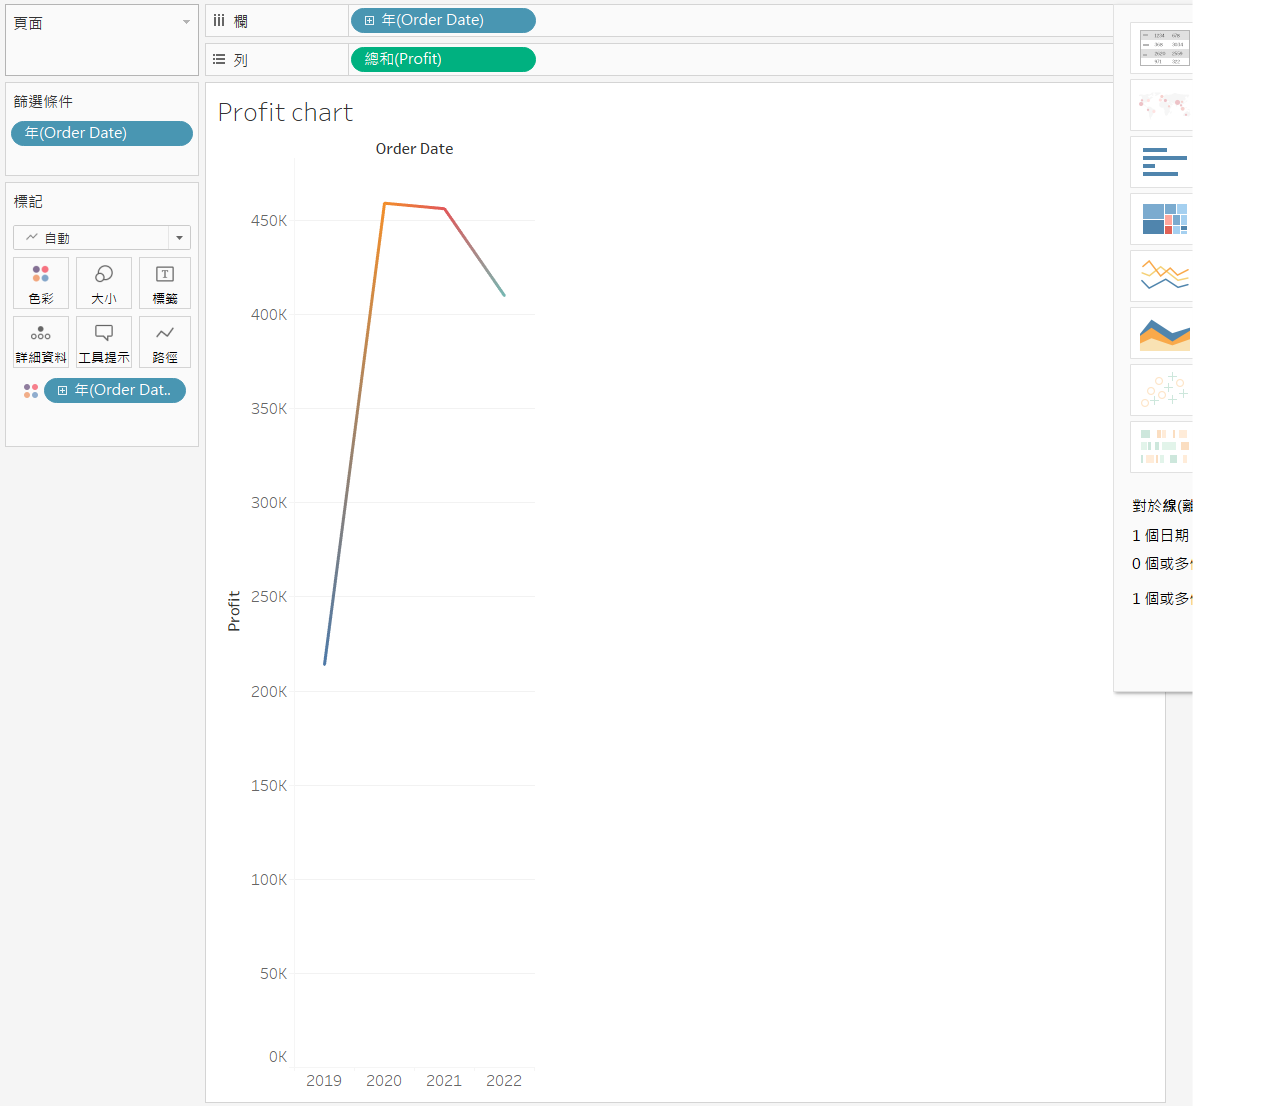 頁面
篩選條件
年(Order Date)
標記
自動
色彩
大小
標籤
詳細資料
工具提示
路徑
年(Order Dat..
欄
年(Order Date)
列
總和(Profit)
Profit chart
Order Date
450K
400K
350K
300K
250K
200K
150K
100K
50K
0K
Profit
2019 2020 2021 2022
對於線(離
1 個日期
0 個或多
1 個或多